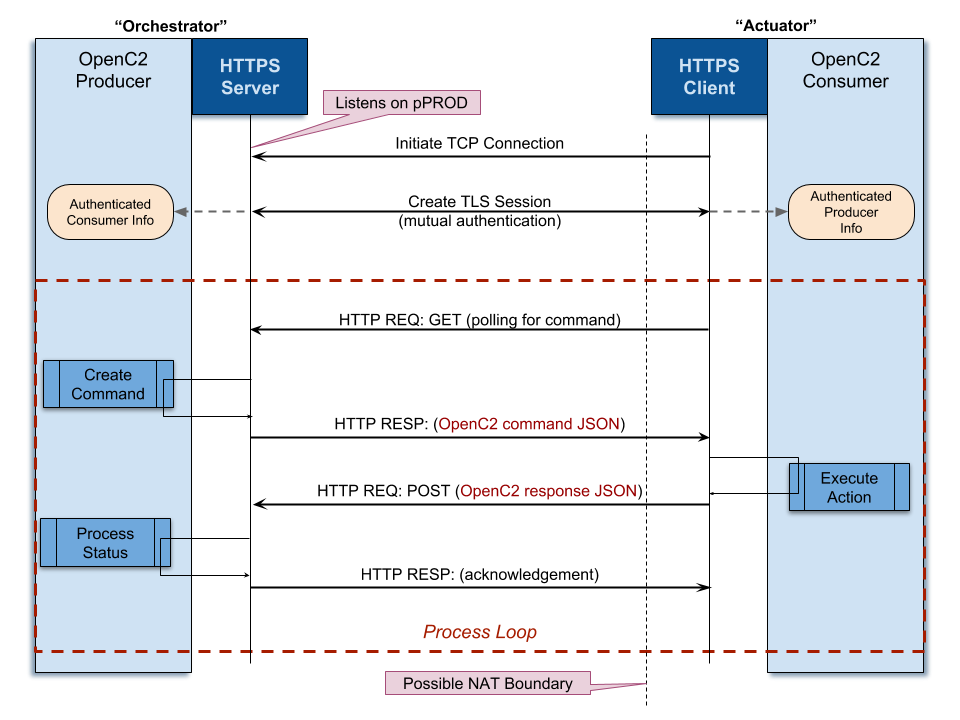 “Orchestrator”
“Actuator”
OpenC2
Producer
HTTPS
Server
HTTPS
Client
OpenC2
Consumer
Listens on pPROD
Initiate TCP Connection
Authenticated
Consumer Info
Create TLS Session
(mutual authentication)
Authenticated
Producer
Info
HTTP REQ: GET (polling for command)
Create
Command
HTTP RESP: (OpenC2 command JSON)
Execute
Action
HTTP REQ: POST (OpenC2 response JSON)
Process
Status
HTTP RESP: (acknowledgement)
Process Loop
Possible NAT Boundary